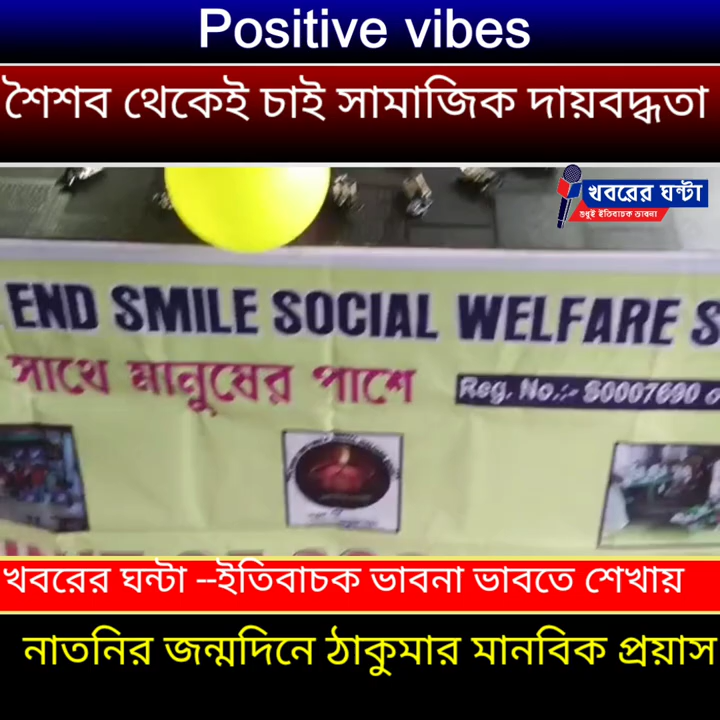 Positive vibes
শৈশব থেকেই চাই সামাজিক দায়বদ্ধতা
খবরের ঘন্টা
শুধুই ইতিবাচক ভাবনা
END SMILE SOCIAL WELFARE S
সাথে মানুষের পাশে
Reg. No.:- S0007690 o
খবরের ঘন্টা --ইতিবাচক ভাবনা ভাবতে শেখায়
নাতনির জন্মদিনে ঠাকুমার মানবিক প্রয়াস